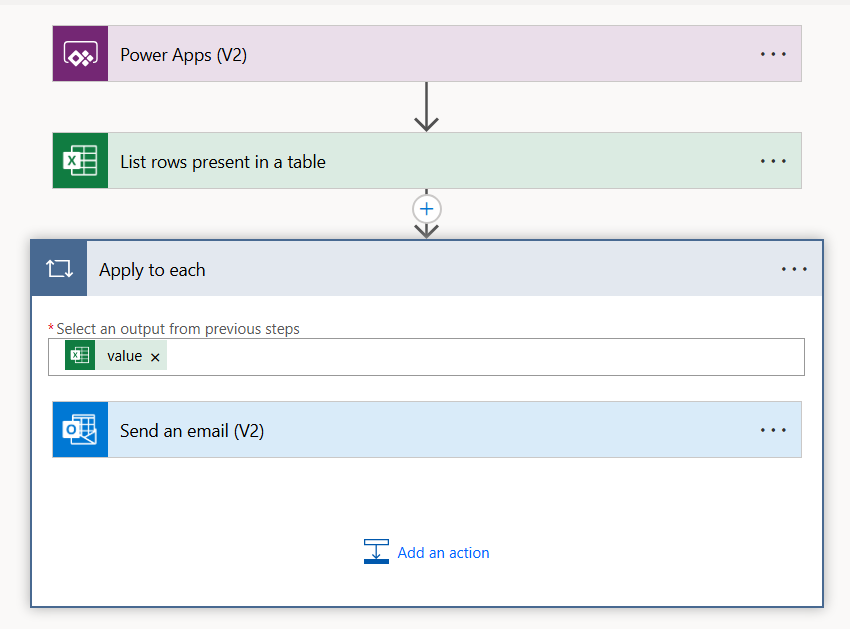 Power Apps (V2)
List rows present in a table
Apply to each
* Select an output from previous steps
value
Send an email (V2)
Add an action